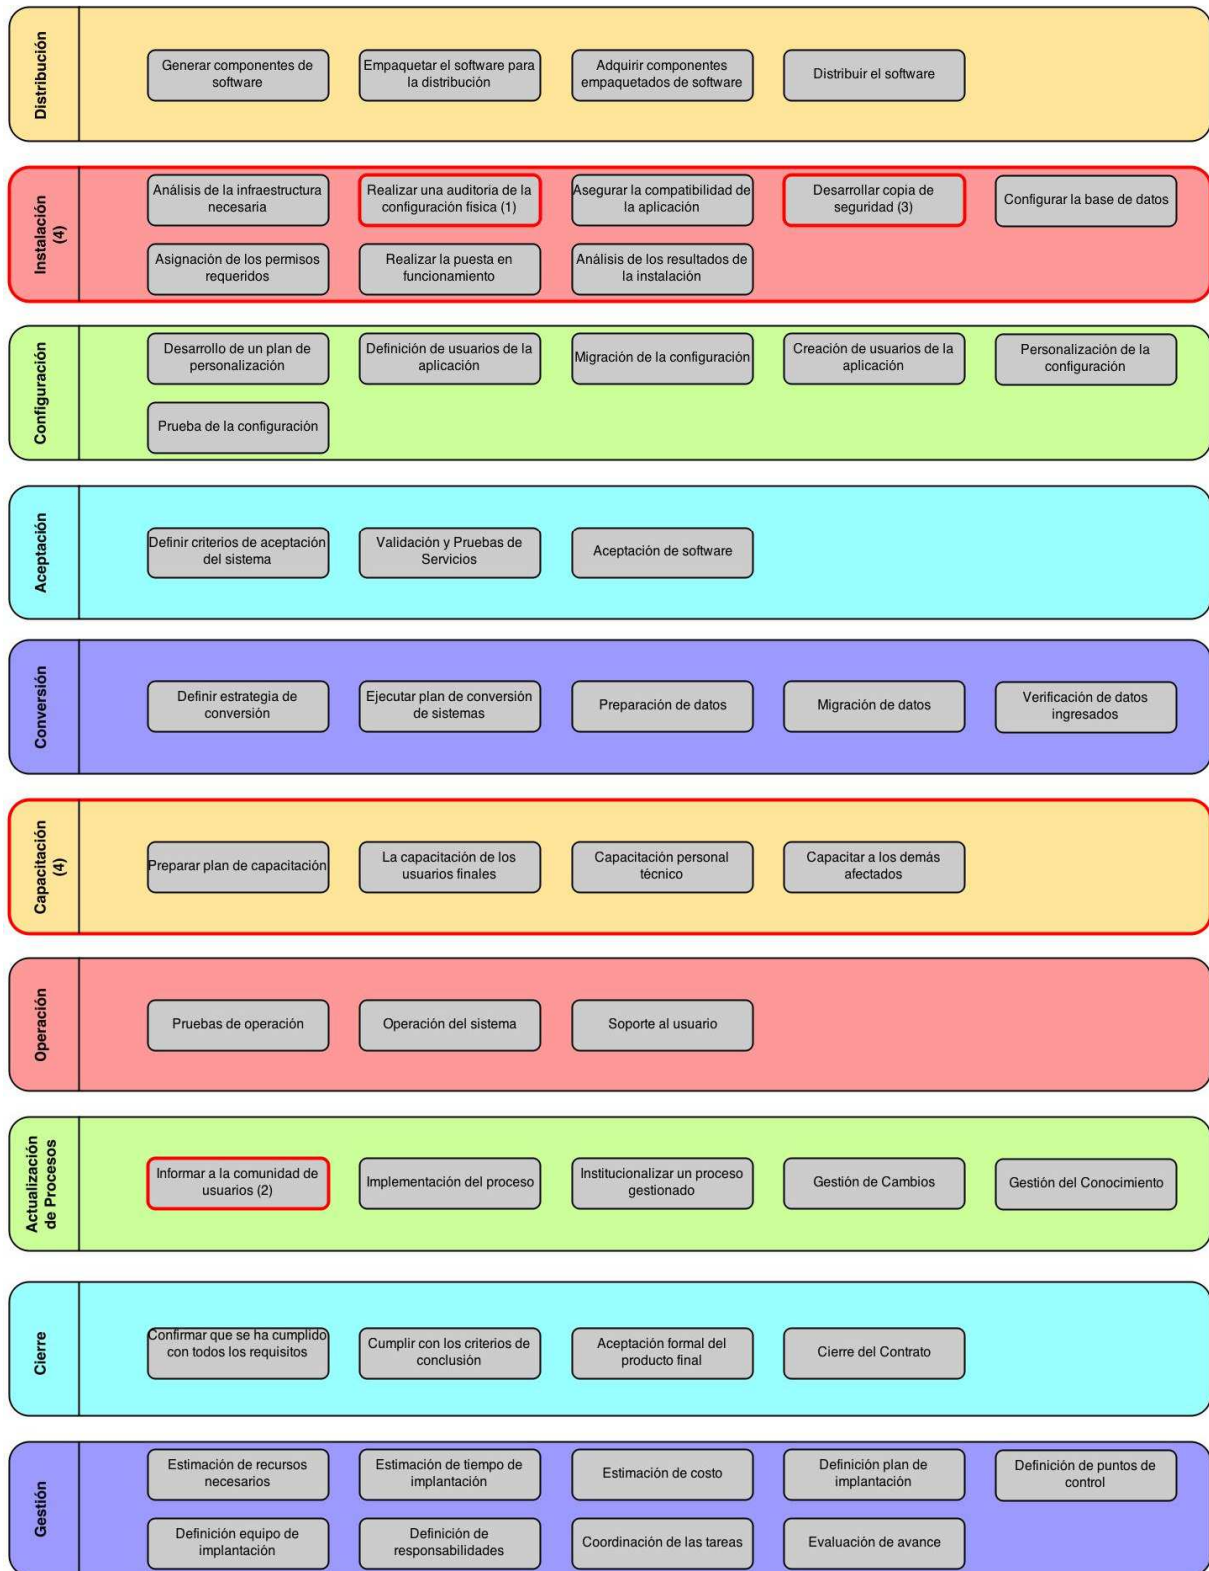 Distribución
Generar componentes de
software
Empaquetar el software para
la distribución
Adquirir componentes
empaquetados de software
Distribuir el software
Instalación
(4)
Análisis de la infraestructura
necesaria
Realizar una auditoría de la
configuración física (1)
Asegurar la compatibilidad de
la aplicación
Desarrollar copia de
seguridad (3)
Configurar la base de datos
Asignación de los permisos
requeridos
Realizar la puesta en
funcionamiento
Análisis de los resultados de
la instalación
Configuración
Desarrollo de un plan de
personalización
Definición de usuarios de la
aplicación
Migración de la configuración
Creación de usuarios de la
aplicación
Personalización de la
configuración
Prueba de la configuración
Aceptación
Definir criterios de aceptación
del sistema
Validación y Pruebas de
Servicios
Aceptación de software
Conversión
Definir estrategia de
conversión
Ejecutar plan de conversión
de sistemas
Preparación de datos
Migración de datos
Verificación de datos
ingresados
Capacitación
(4)
Preparar plan de capacitación
La capacitación de los
usuarios finales
Capacitación personal
técnico
Capacitar a los demás
afectados
Operación
Pruebas de operación
Operación del sistema
Soporte al usuario
Actualización
de Procesos
Informar a la comunidad de
usuarios (2)
Implementación del proceso
Institucionalizar un proceso
gestionado
Gestión de Cambios
Gestión del Conocimiento
Cierre
Confirmar que se ha cumplido
con todos los requisitos
Cumplir con los criterios de
conclusión
Aceptación formal del
producto final
Cierre del Contrato
Gestión
Estimación de recursos
necesarios
Estimación de tiempo de
implantación
Estimación de costo
Definición plan de
implantación
Definición de puntos de
control
Definición equipo de
implantación
Definición de
responsabilidades
Coordinación de las tareas
Evaluación de avance